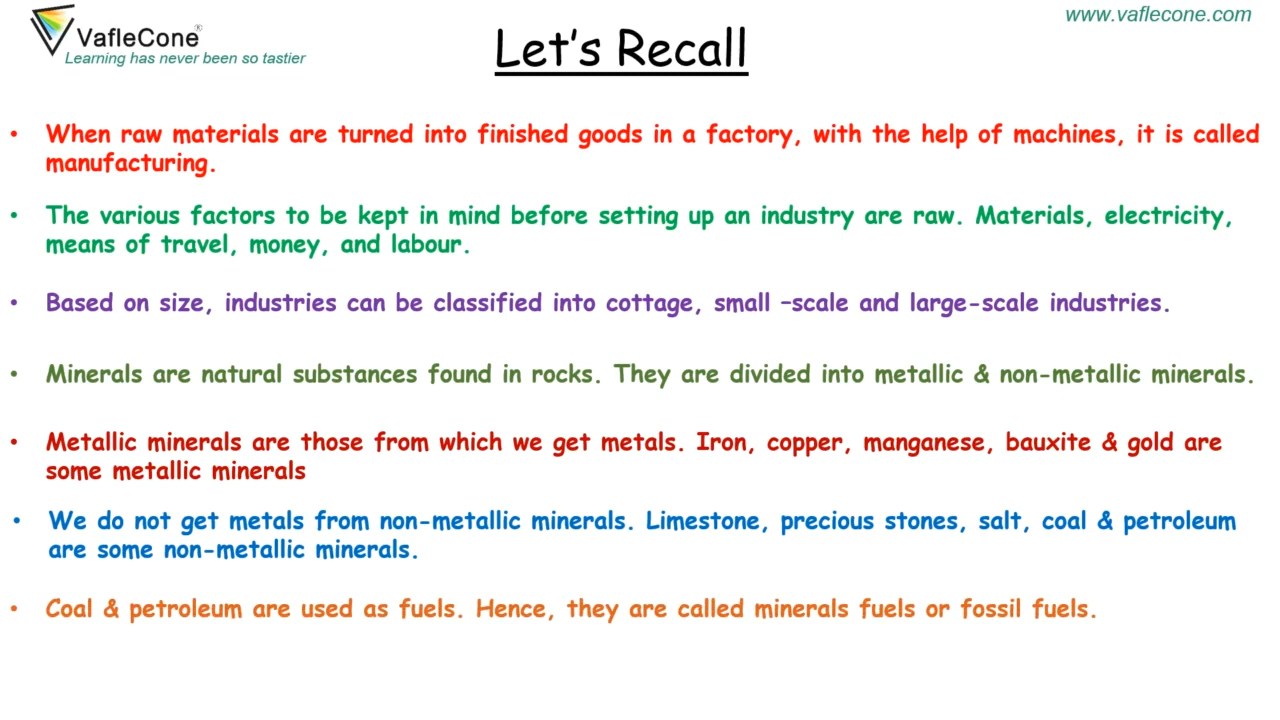 www.vaflecone.com
VafleCone®
Learning has never been so tastier
Let's Recall
• When raw materials are turned into finished goods in a factory, with the help of machines, it is called
manufacturing.
• The various factors to be kept in mind before setting up an industry are raw. Materials, electricity,
means of travel, money, and labour.
• Based on size, industries can be classified into cottage, small –scale and large-scale industries.
• Minerals are natural substances found in rocks. They are divided into metallic & non-metallic minerals.
• Metallic minerals are those from which we get metals. Iron, copper, manganese, bauxite & gold are
some metallic minerals
• We do not get metals from non-metallic minerals. Limestone, precious stones, salt, coal & petroleum
are some non-metallic minerals.
• Coal & petroleum are used as fuels. Hence, they are called minerals fuels or fossil fuels.